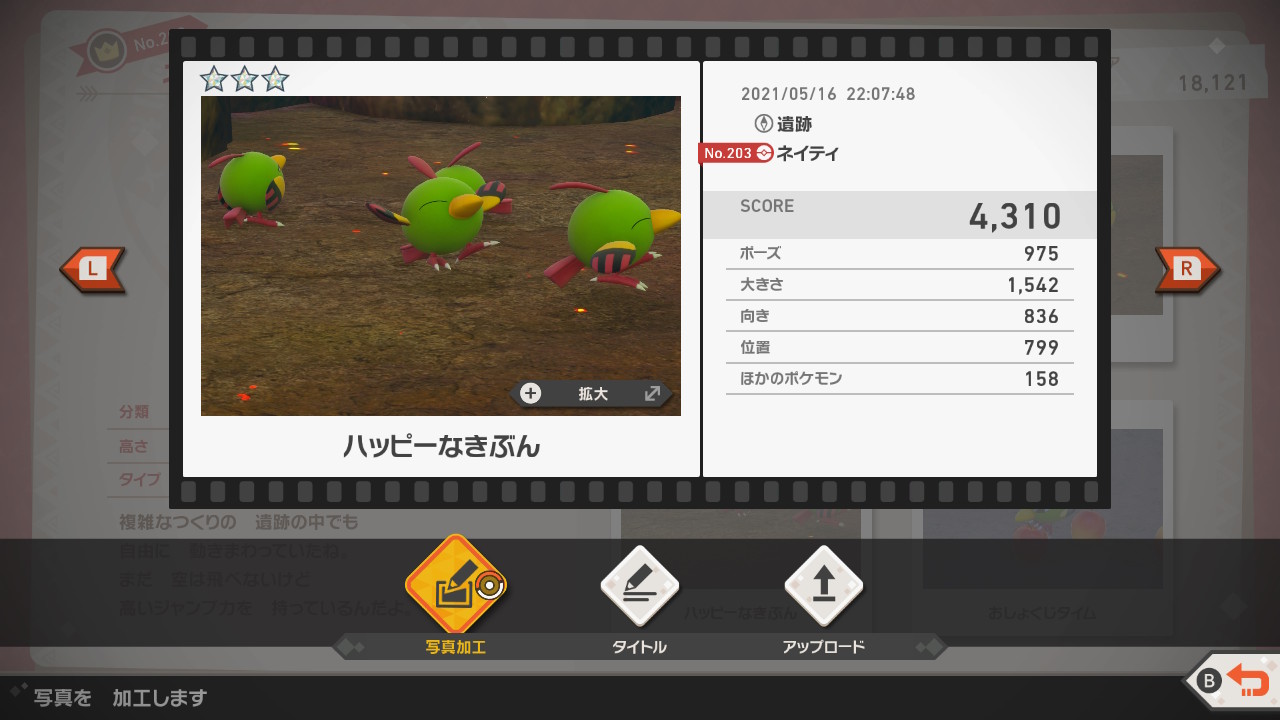 No.2
18,121
2021/05/16 22:07:48
遺跡
No.203 ネイティ
SCORE 4,310
ポーズ 975
大きさ 1,542
向き 836
位置 799
ほかのポケモン 158
L
R
+ 拡大
ハッピーなきぶん
分類
高さ
タイプ
複雑なつくりの 遺跡の中でも
自由に 動きまわっていたね。
まだ 空は飛べないけど
高いジャンプ力を 持っているんだよ。
ハッピーなきぶん
おしょくじタイム
写真加工
タイトル
アップロード
写真を 加工します
B